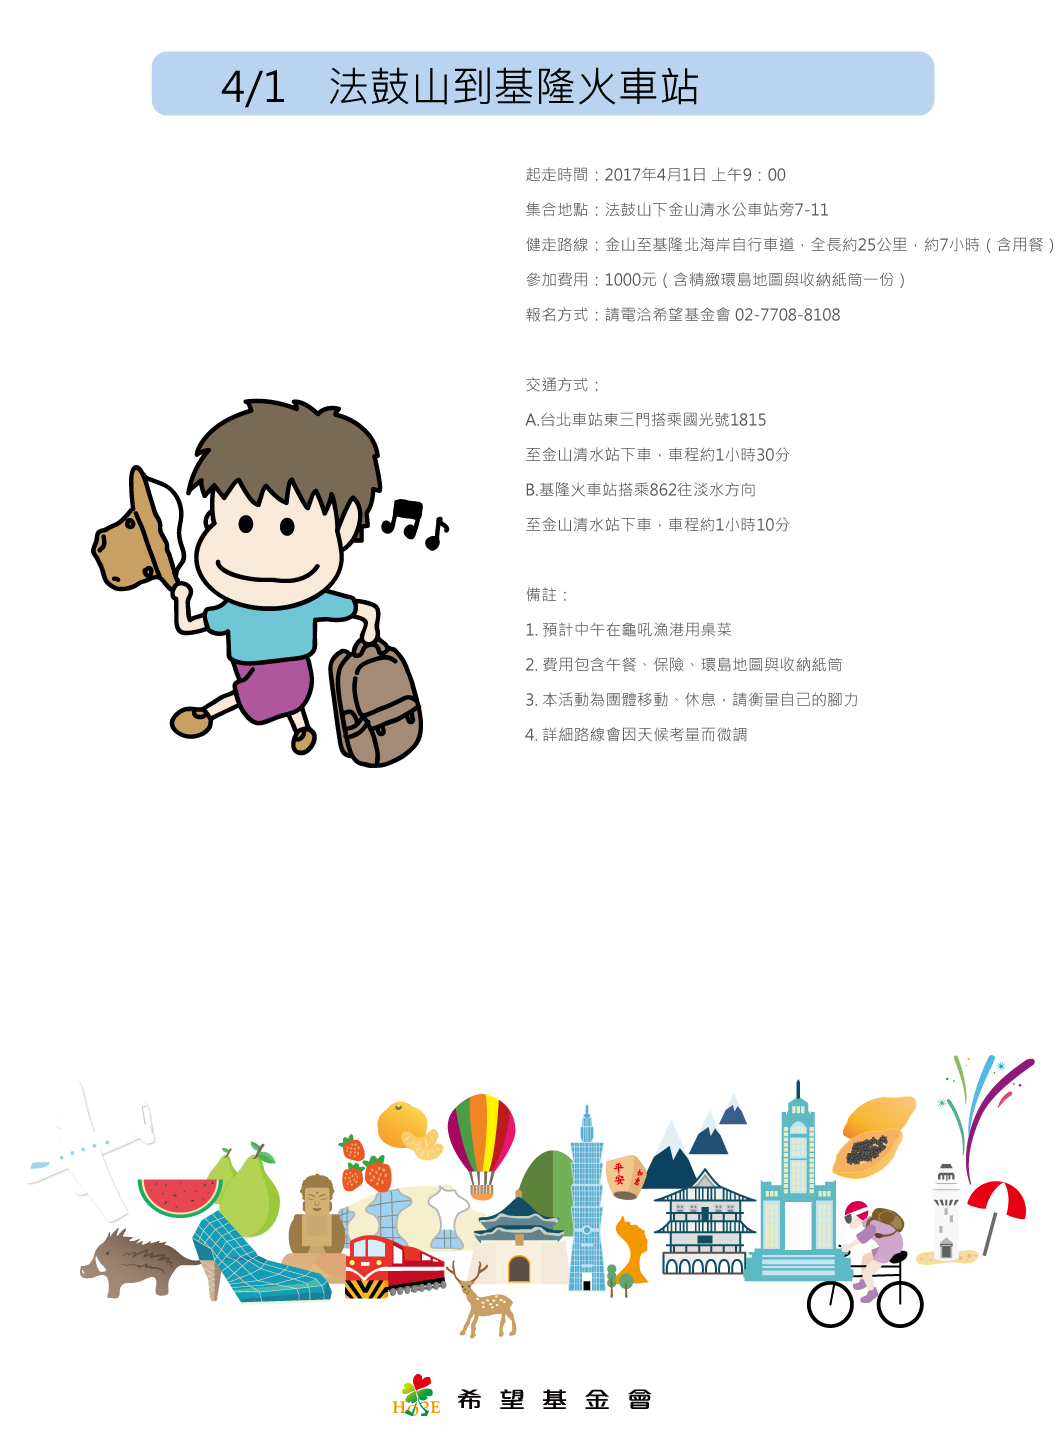 4/1 法鼓山到基隆火車站
起走時間：2017年4月1日 上午9：00
集合地點：法鼓山下金山清水公車站旁7-11
健走路線：金山至基隆北海岸自行車道，全長約25公里，約7小時（含用餐）
參加費用：1000元（含精緻環島地圖與收納紙筒一份）
報名方式：請電洽希望基金會 02-7708-8108
交通方式：
A.台北車站東三門搭乘國光號1815
至金山清水站下車，車程約1小時30分
B.基隆火車站搭乘862往淡水方向
至金山清水站下車，車程約1小時10分
備註：
1. 預計中午在龜吼漁港用桌菜
2. 費用包含午餐、保險、環島地圖與收納紙筒
3. 本活動為團體移動、休息，請衡量自己的腳力
4. 詳細路線會因天候考量而微調
平安
HOPE 希望基金會